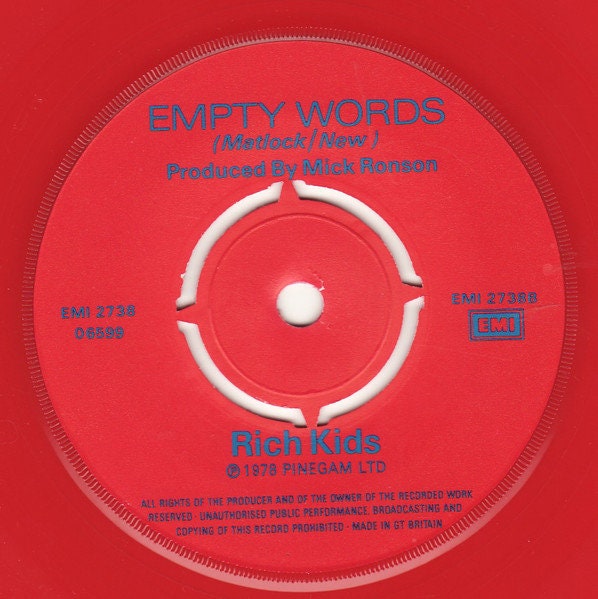 EMPTY WORDS
(Matlock/New)
Produced By Mick Ronson
EMI 2738
06599
EMI 2738B
EMI
Rich Kids
℗ 1978 PINEGAM LTD
ALL RIGHTS OF THE PRODUCER AND OF THE OWNER OF THE RECORDED WORK
RESERVED · UNAUTHORISED PUBLIC PERFORMANCE, BROADCASTING AND
COPYING OF THIS RECORD PROHIBITED · MADE IN GT BRITAIN.